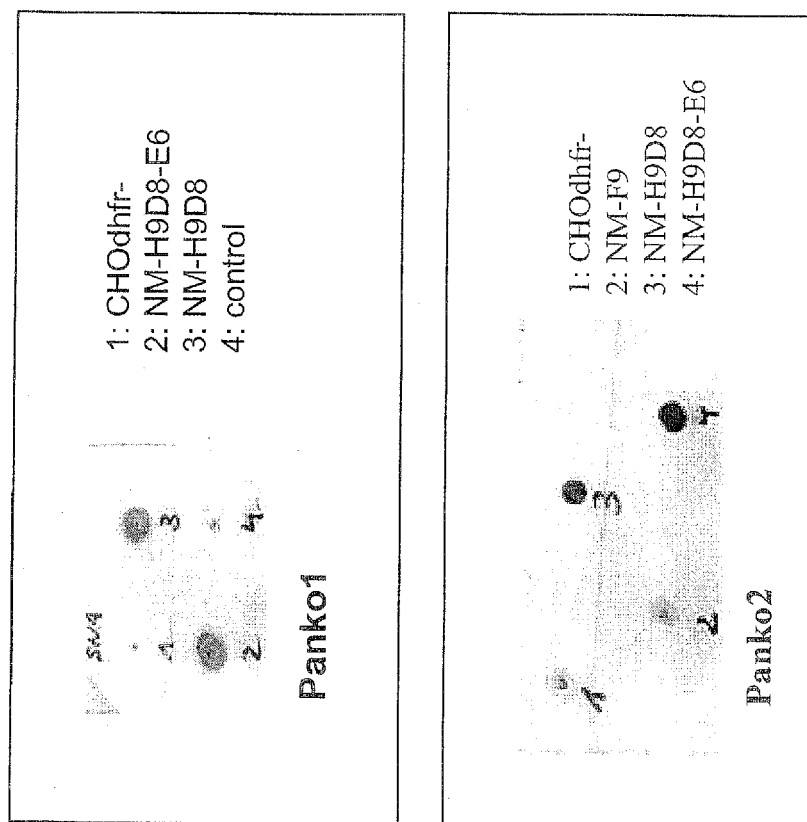 1: CHOdhfr-
2: NM-H9D8-E6
3: NM-H9D8
4: control
3
4
1
2
Panko1
1: CHOdhfr-
2: NM-F9
3: NM-H9D8
4: NM-H9D8-E6
3
1
2
Panko2